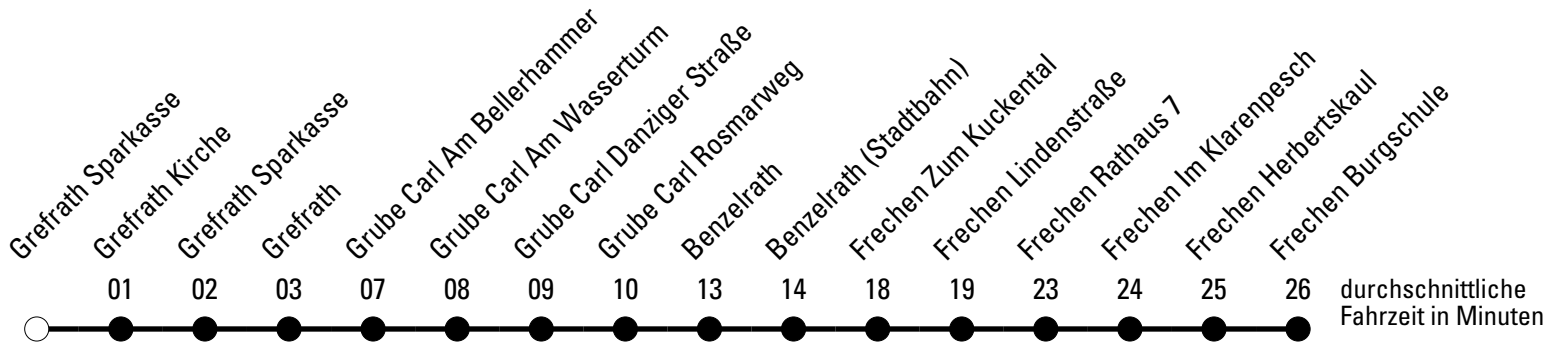 Grefrath Sparkasse
Grefrath Kirche
Grefrath Sparkasse
Grefrath
Grube Carl Am Bellerhammer
Grube Carl Am Wasserturm
Grube Carl Danziger Straße
Grube Carl Rosmarweg
Benzelrath
Benzelrath (Stadtbahn)
Frechen Zum Kuckental
Frechen Lindenstraße
Frechen Rathaus 7
Frechen Im Klarenpesch
Frechen Herbertskaul
Frechen Burgschule
01 02 03 07 08 09 10 13 14 18 19 23 24 25 26
durchschnittliche
Fahrzeit in Minuten